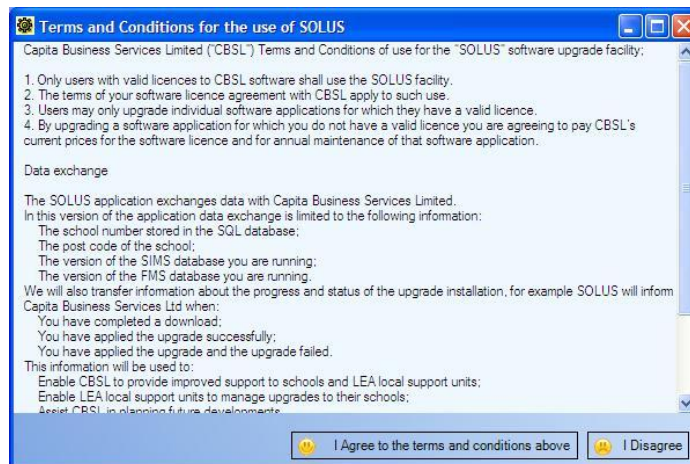 Terms and Conditions for the use of SOLUS
Capita Business Services Limited ("CBSL") Terms and Conditions of use for the "SOLUS" software upgrade facility;
1. Only users with valid licences to CBSL software shall use the SOLUS facility.
2. The terms of your software licence agreement with CBSL apply to such use.
3. Users may only upgrade individual software applications for which they have a valid licence.
4. By upgrading a software application for which you do not have a valid licence you are agreeing to pay CBSL's
current prices for the software licence and for annual maintenance of that software application.
Data exchange
The SOLUS application exchanges data with Capita Business Services Limited.
In this version of the application data exchange is limited to the following information:
The school number stored in the SQL database;
The post code of the school;
The version of the SIMS database you are running;
The version of the FMS database you are running.
We will also transfer information about the progress and status of the upgrade installation, for example SOLUS will inform
Capita Business Services Ltd when:
You have completed a download;
You have applied the upgrade successfully;
You have applied the upgrade and the upgrade failed.
This information will be used to:
Enable CBSL to provide improved support to schools and LEA local support units;
Enable LEA local support units to manage upgrades to their schools;
Assist CBSL in planning future developments
I Agree to the terms and conditions above
I Disagree